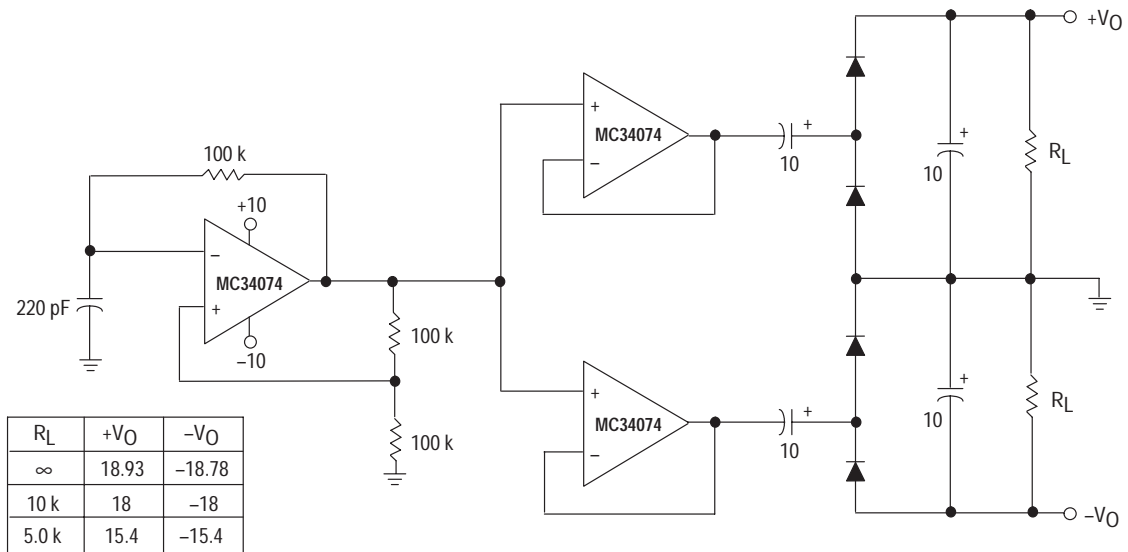 +VO
+
MC34074
−
+
10
+
10
RL
100 k
+10
−
MC34074
+
−10
220 pF
100 k
100 k
+
MC34074
−
+
10
+
10
RL
−VO
RL +VO −VO
∞ 18.93 −18.78
10 k 18 −18
5.0 k 15.4 −15.4